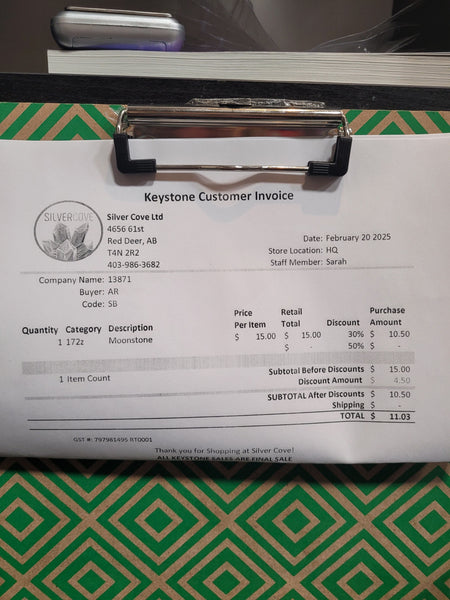 Keystone Customer Invoice
SILVERCOVE
Silver Cove Ltd
4656 61st
Red Deer, AB
T4N 2R2
403-986-3682
Date: February 20 2025
Store Location: HQ
Staff Member: Sarah
Company Name: 13871
Buyer: AR
Code: SB
Quantity Category Description Price Per Item Retail Total Discount Purchase Amount
1 172z Moonstone $ 15.00 $ 15.00 30% $ 10.50
$ - 50% $ -
1 Item Count
Subtotal Before Discounts $ 15.00
Discount Amount $ 4.50
SUBTOTAL After Discounts $ 10.50
Shipping $ -
TOTAL $ 11.03
GST #: 797981495 RT0001
Thank you for Shopping at Silver Cove!
ALL KEYSTONE SALES ARE FINAL SALE